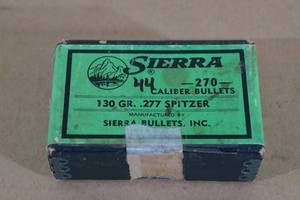 SIERRA
®
44 —270—
CALIBER BULLETS
130 GR. .277 SPITZER
MANUFACTURED BY
SIERRA BULLETS, INC.